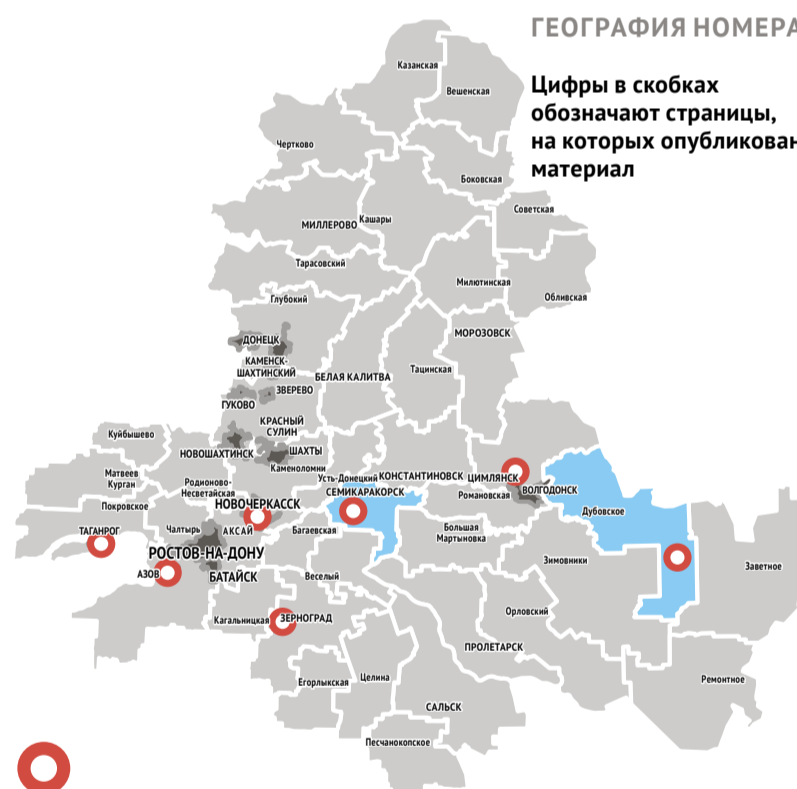 ГЕОГРАФИЯ НОМЕРА
Цифры в скобках
обозначают страницы,
на которых опубликован
материал
Казанская
Вешенская
Чертково
Боковская
Советская
Кашары
МИЛЛЕРОВО
Тарасовский
Милютинская
Обливская
Глубокий
МОРОЗОВСК
ДОНЕЦК
КАМЕНСК-
ШАХТИНСКИЙ
Тацинская
БЕЛАЯ КАЛИТВА
ЗВЕРЕВО
ГУКОВО
КРАСНЫЙ
СУЛИН
Куйбышево
НОВОШАХТИНСК
ШАХТЫ
Каменоломни
Матвеев
Курган
Родионово-
Несветайская
Усть-Донецкий
КОНСТАНТИНОВСК
ЦИМЛЯНСК
СЕМИКАРАКОРСК
Романовская
ВОЛГОДОНСК
Покровское
НОВОЧЕРКАССК
Дубовское
ТАГАНРОГ
Чалтырь
АКСАЙ
Багаевская
Большая
Мартыновка
РОСТОВ-НА-ДОНУ
Зимовники
Заветное
АЗОВ
БАТАЙСК
Веселый
Орловский
Кагальницкая
ЗЕРНОГРАД
ПРОЛЕТАРСК
Егорлыкская
Целина
Ремонтное
САЛЬСК
Песчанокопское